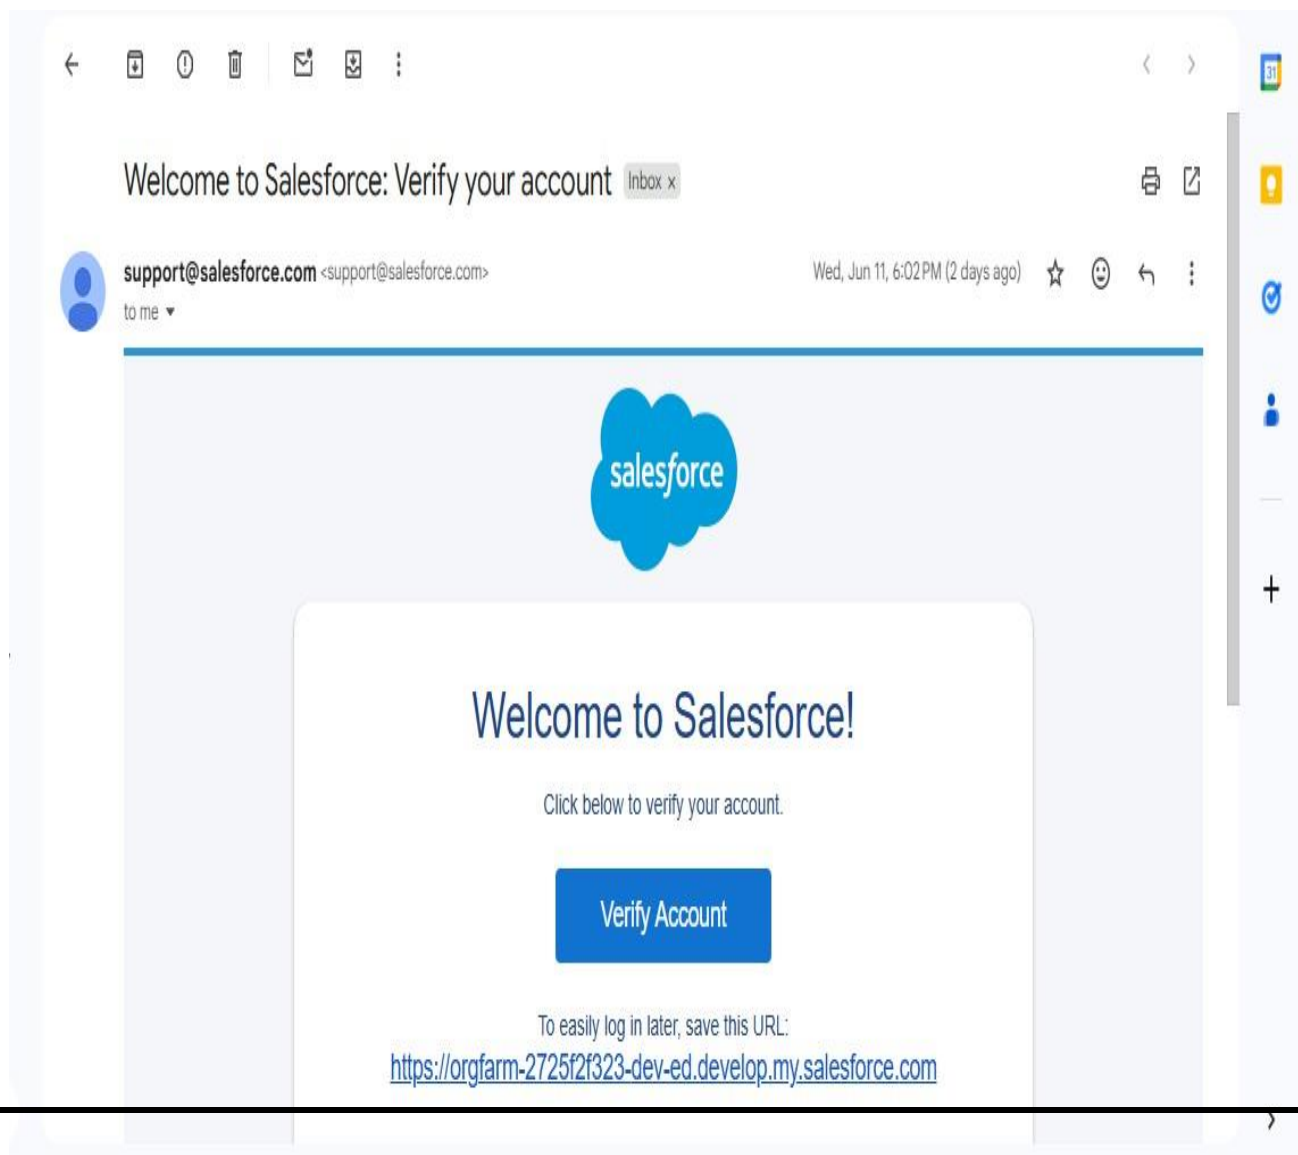 Welcome to Salesforce: Verify your account Inbox x
31
support@salesforce.com <support@salesforce.com> Wed, Jun 11, 6:02 PM (2 days ago)
to me
salesforce
Welcome to Salesforce!
Click below to verify your account.
Verify Account
To easily log in later, save this URL:
https://orgfarm-2725f2f323-dev-ed.develop.my.salesforce.com